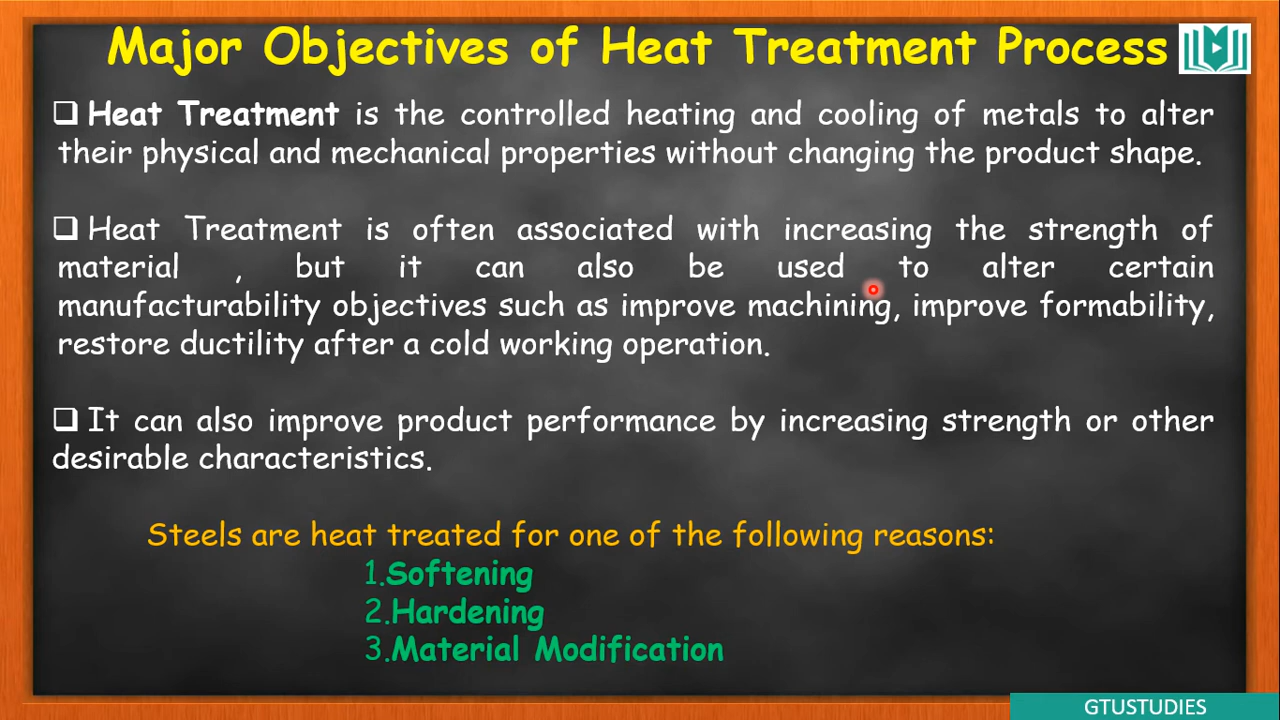 Major Objectives of Heat Treatment Process
❑ Heat Treatment is the controlled heating and cooling of metals to alter
their physical and mechanical properties without changing the product shape.
❑ Heat Treatment is often associated with increasing the strength of
material , but it can also be used to alter certain
manufacturability objectives such as improve machining, improve formability,
restore ductility after a cold working operation.
❑ It can also improve product performance by increasing strength or other
desirable characteristics.
Steels are heat treated for one of the following reasons:
1.Softening
2.Hardening
3.Material Modification
GTUSTUDIES